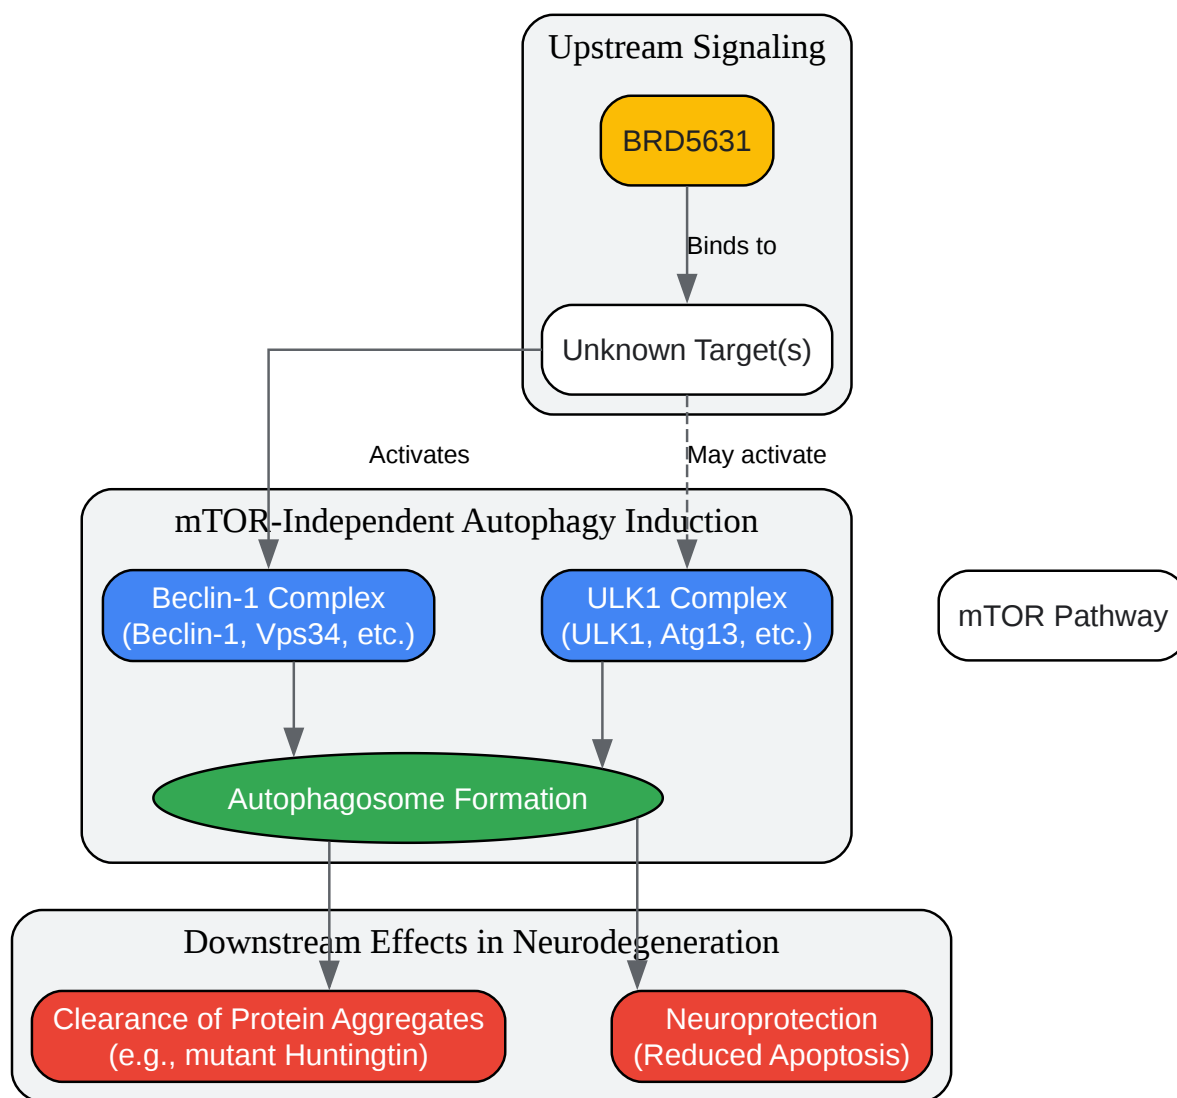 Upstream Signaling
BRD5631
Binds to
Unknown Target(s)
Activates
May activate
mTOR-Independent Autophagy Induction
Beclin-1 Complex
(Beclin-1, Vps34, etc.)
ULK1 Complex
(ULK1, Atg13, etc.)
mTOR Pathway
Autophagosome Formation
Downstream Effects in Neurodegeneration
Clearance of Protein Aggregates
(e.g., mutant Huntingtin)
Neuroprotection
(Reduced Apoptosis)